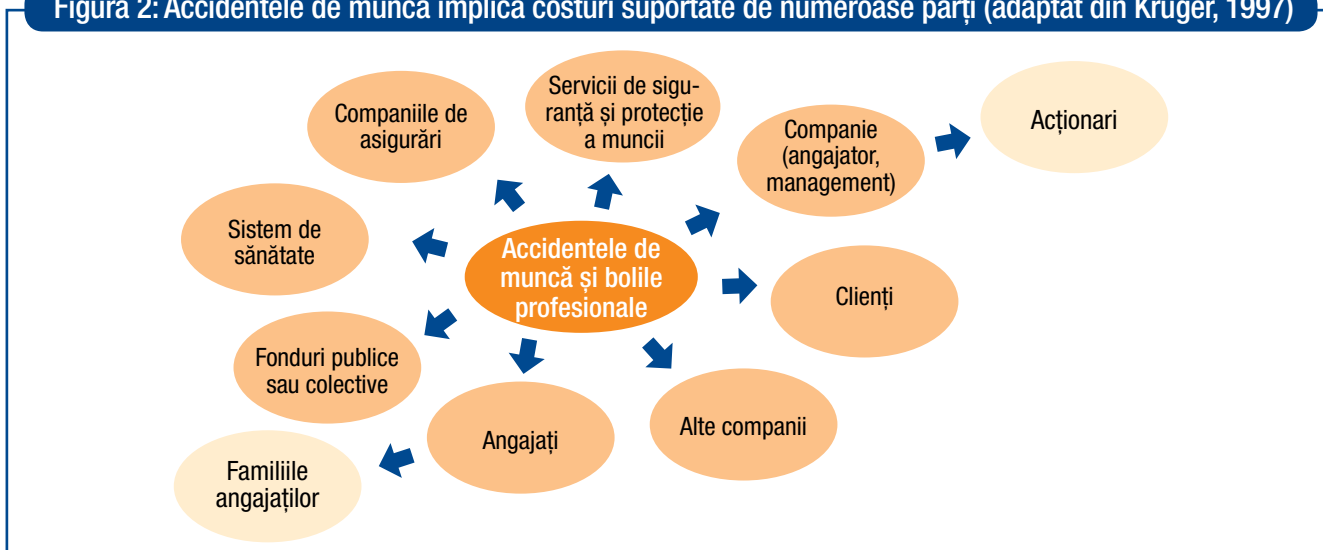 Figura 2: Accidentele de muncă implică costuri suportate de numeroase părți (adaptat din Krüger, 1997)
Servicii de sigu-
ranță și protecție
a muncii
Companiile de
asigurări
Companie
(angajator,
management)
Acționari
Sistem de
sănătate
Accidentele de
muncă și bolile
profesionale
Clienți
Fonduri publice
sau colective
Angajați
Alte companii
Familiile
angajaților